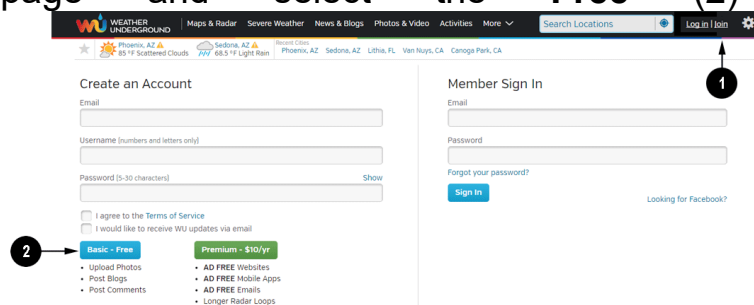 page and select the Free (2)
WEATHER UNDERGROUND Maps & Radar Severe Weather News & Blogs Photos & Video Activities More Search Locations Log in | Join
Phoenix, AZ 85 °F Scattered Clouds Sedona, AZ 68.5 °F Light Rain Recent Cities Phoenix, AZ Sedona, AZ Lithia, FL Van Nuys, CA Canoga Park, CA
1
Create an Account
Email
Username (numbers and letters only)
Password (5-30 characters) Show
I agree to the Terms of Service
I would like to receive WU updates via email
2
Basic - Free Premium - $10/yr
• Upload Photos • AD FREE Websites
• Post Blogs • AD FREE Mobile Apps
• Post Comments • AD FREE Emails
• Longer Radar Loops
Member Sign In
Email
Password
Forgot your password?
Sign In Looking for Facebook?